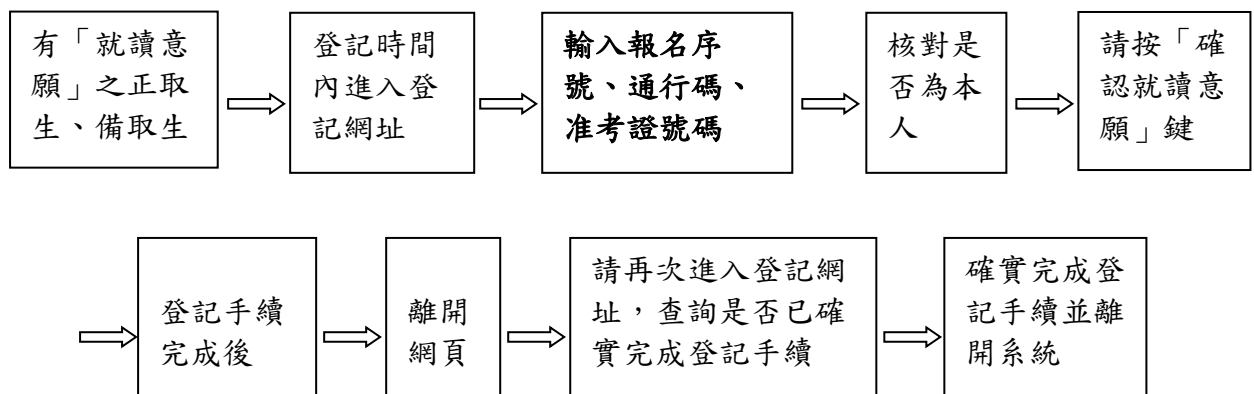 有「就讀意
願」之正取
生、備取生
登記時間
內進入登
記網址
輸入報名序
號、通行碼、
准考證號碼
核對是
否為本
人
請按「確
認就讀意
願」鍵
登記手續
完成後
離開
網頁
請再次進入登記網
址，查詢是否已確
實完成登記手續
確實完成登
記手續並離
開系統